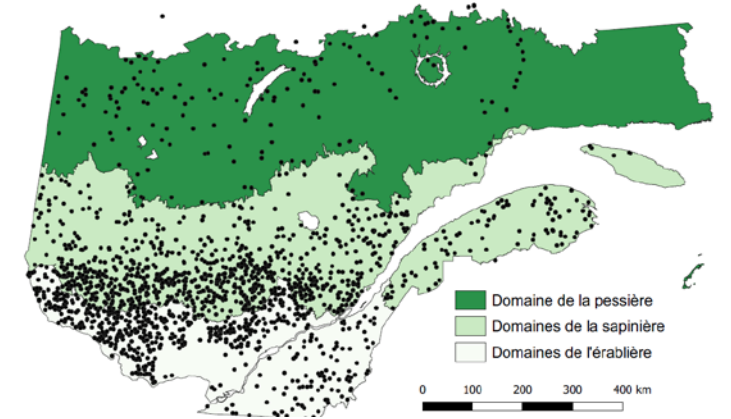 Domaine de la pessière
Domaines de la sapinière
Domaines de l'érablière
0 100 200 300 400 km